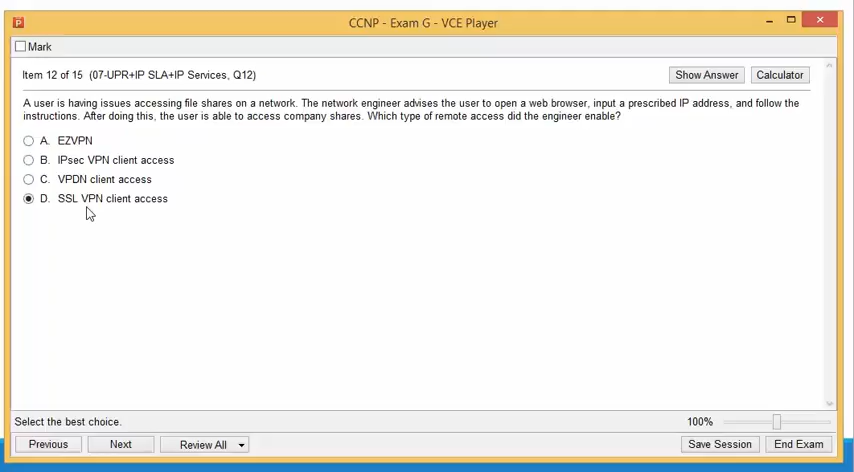 CCNP - Exam G - VCE Player
Mark
Item 12 of 15 (07-UPR+IP SLA+IP Services, Q12)
Show Answer
Calculator
A user is having issues accessing file shares on a network. The network engineer advises the user to open a web browser, input a prescribed IP address, and follow the
instructions. After doing this, the user is able to access company shares. Which type of remote access did the engineer enable?
A. EZVPN
B. IPsec VPN client access
C. VPDN client access
D. SSL VPN client access
Select the best choice.
100%
Previous
Next
Review All
Save Session
End Exam